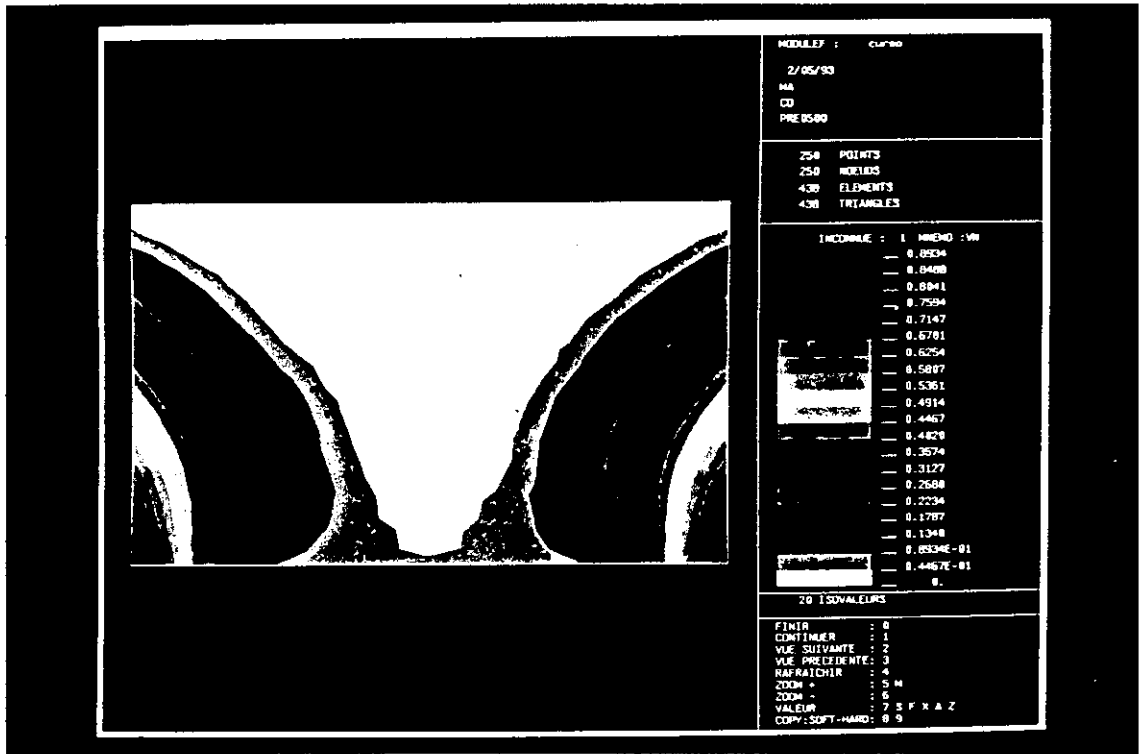 MODULEF : curso
2/05/93
MA
CO
PRE0500
250 POINTS
250 NOEUDS
438 ELEMENTS
438 TRIANGLES
INCONNUE : 1 MNEMO :VN
0.8934
0.8488
0.8041
0.7594
0.7147
0.6701
0.6254
0.5807
0.5361
0.4914
0.4467
0.4020
0.3574
0.3127
0.2680
0.2234
0.1787
0.1340
0.8934E-01
0.4467E-01
0.
20 ISOVALEURS
FINIR : 0
CONTINUER : 1
VUE SUIVANTE : 2
VUE PRECEDENTE: 3
RAFRAICHIR : 4
ZOOM + : 5 M
ZOOM - : 6
VALEUR : 7 S F X A Z
COPY:SOFT-HARD: 8 9